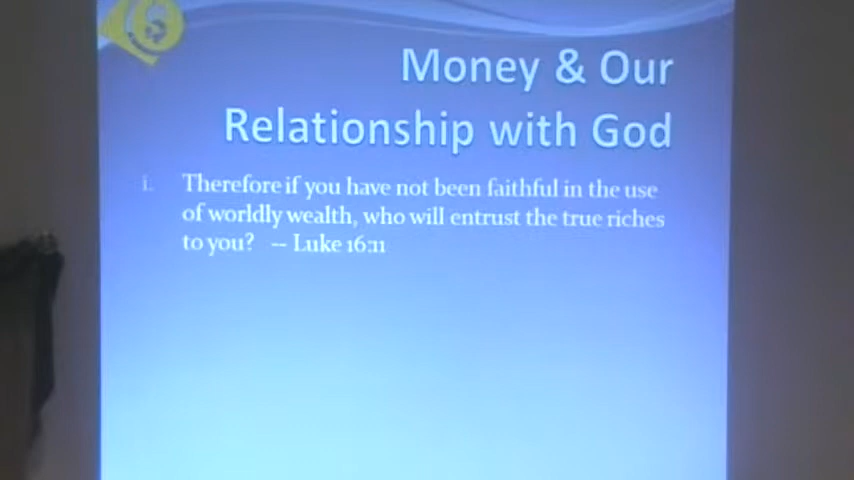 Money & Our
Relationship with God
i. Therefore if you have not been faithful in the use
of worldly wealth, who will entrust the true riches
to you? -- Luke 16:11